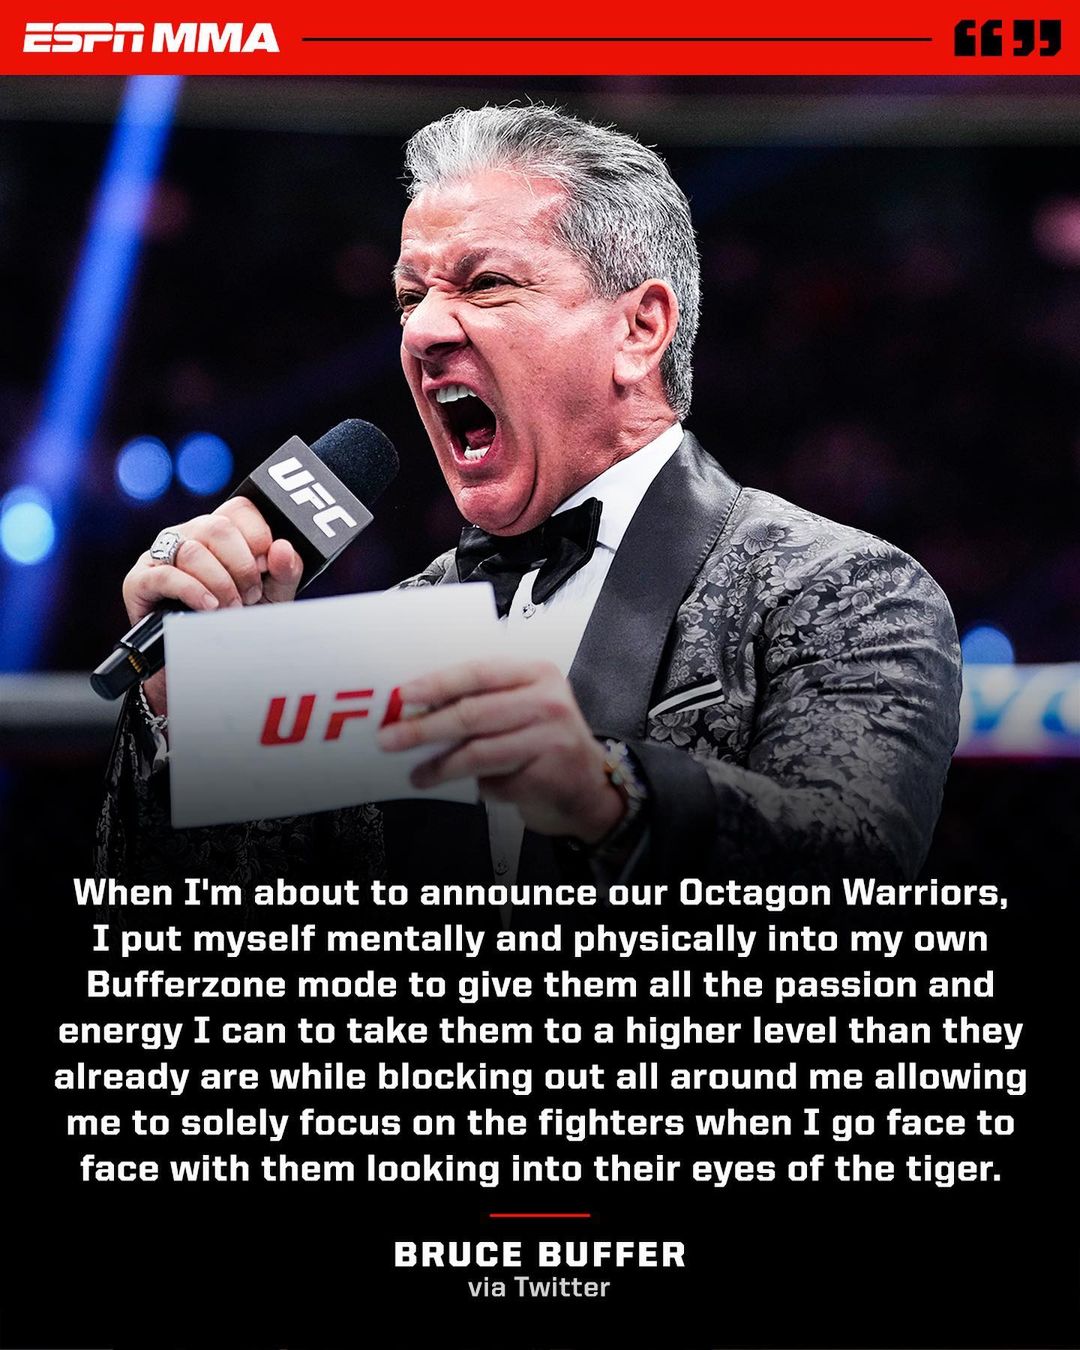 ESPN MMA
UFC
UFC
When I'm about to announce our Octagon Warriors,
I put myself mentally and physically into my own
Bufferzone mode to give them all the passion and
energy I can to take them to a higher level than they
already are while blocking out all around me allowing
me to solely focus on the fighters when I go face to
face with them looking into their eyes of the tiger.
BRUCE BUFFER
via Twitter